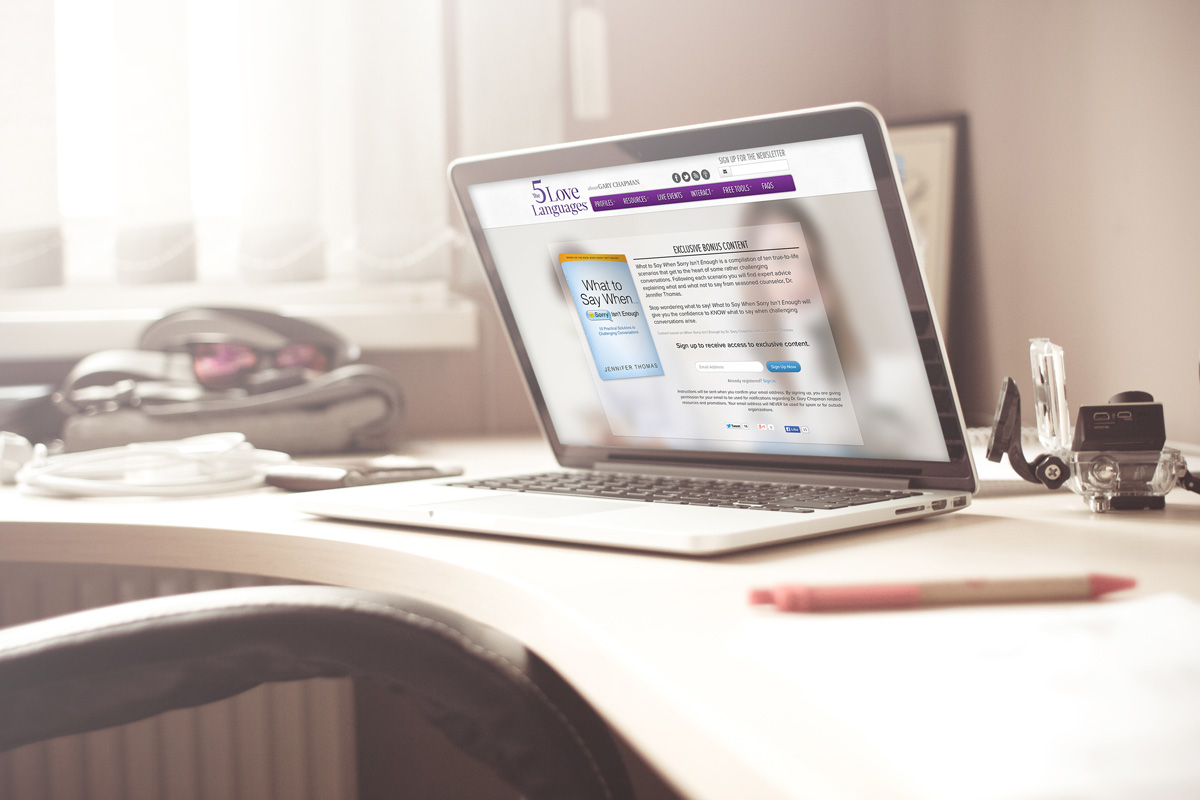 The 5 Love Languages
about GARY CHAPMAN
SIGN UP FOR THE NEWSLETTER
PROFILES RESOURCES LIVE EVENTS INTERACT FREE TOOLS FAQS
What to
Say When...
Sorry Isn't Enough
10 Practical Solutions to
Challenging Conversations
JENNIFER THOMAS
EXCLUSIVE BONUS CONTENT
What to Say When Sorry Isn't Enough is a compilation of ten true-to-life
scenarios that get to the heart of some rather challenging
conversations. Following each scenario you will find expert advice
explaining what and what not to say from seasoned counselor, Dr.
Jennifer Thomas.
Stop wondering what to say! What to Say When Sorry Isn't Enough will
give you the confidence to KNOW what to say when challenging
conversations arise.
Sign up to receive access to exclusive content.
Email Address
Sign Up Now
Already registered? Sign in
Instructions will be sent when you confirm your email address. By signing up, you are giving
permission for your email to be used for notifications regarding Dr. Gary Chapman related
resources and promotions. Your email address will NEVER be used for spam or for outside
organizations.
Tweet
Like